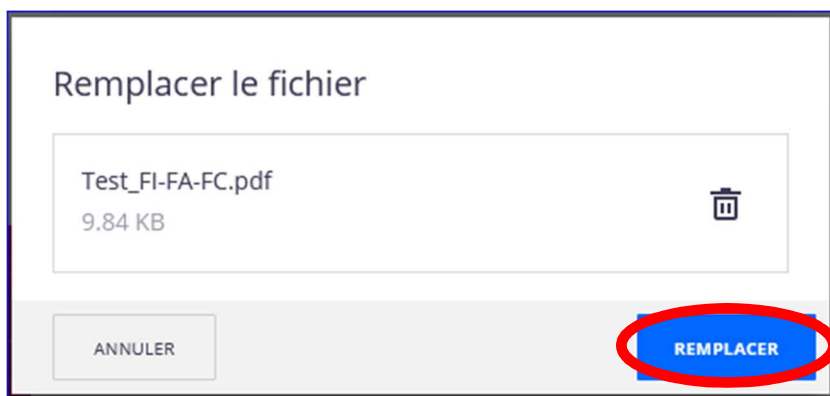 Remplacer le fichier
Test_FI-FA-FC.pdf
9.84 KB
ANNULER
REMPLACER